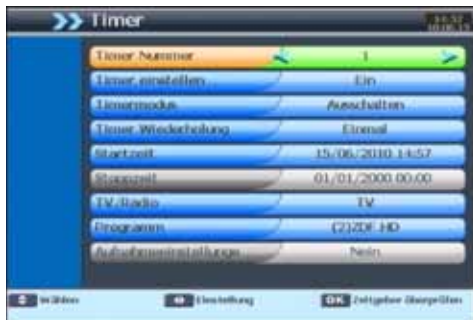 Timer
Timer Nummer 1
Timer einstellen Ein
Timermodus Ausschalten
Timer Wiederholung Einmal
Startzeit 15/06/2010 14:57
Stoppzeit 01/01/2000 00:00
TV/Radio TV
Programm (2)ZDF HD
Aufnahmeeinstellunge Nein
Wählen Einstellung OK Zeitgeber überprüfen